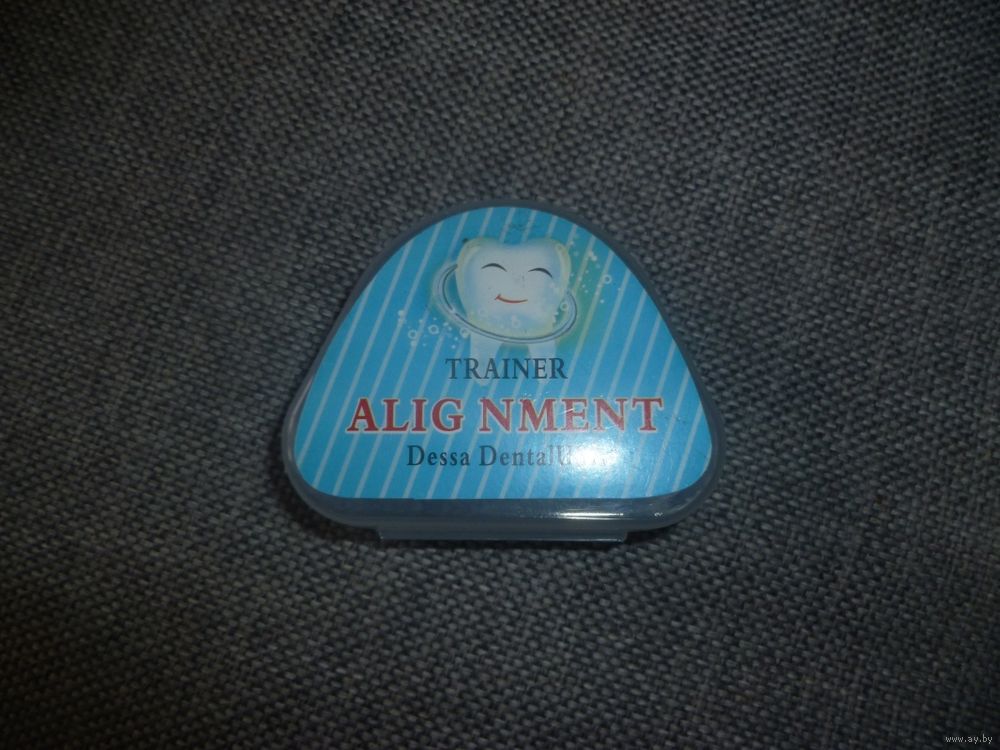 TRAINER
ALIG NMENT
Dessa Dental
www.ay.by